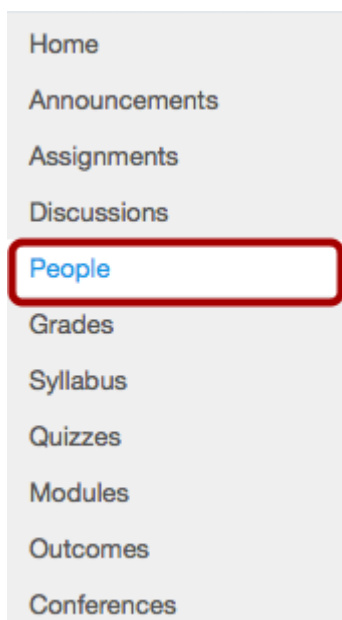 Home
Announcements
Assignments
Discussions
People
Grades
Syllabus
Quizzes
Modules
Outcomes
Conferences